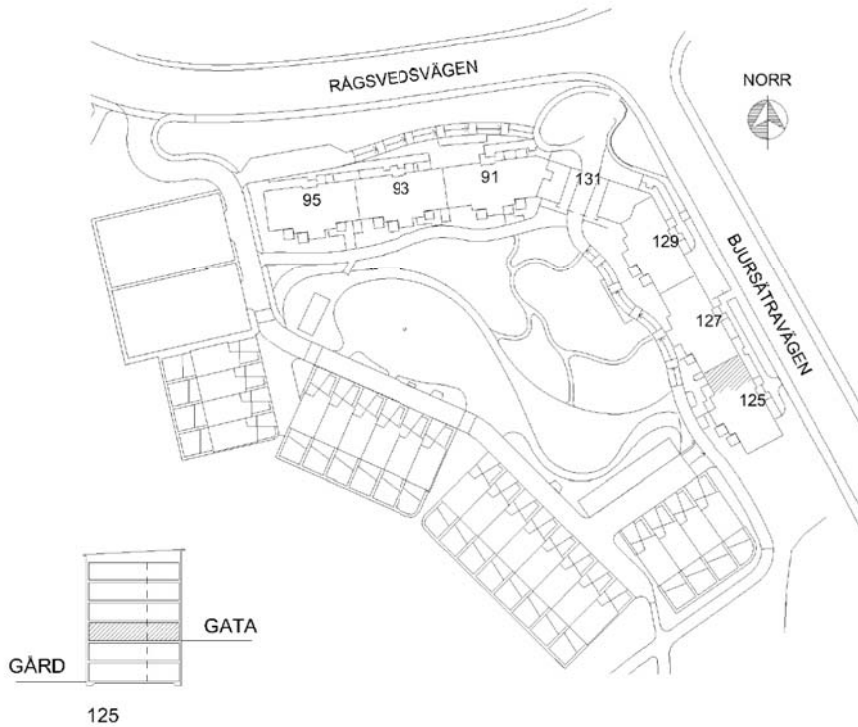 RÅGSVEDSVÄGEN
NORR
95
93
91
131
129
127
125
BJURSÄTRAVÄGEN
GATA
GÅRD
125